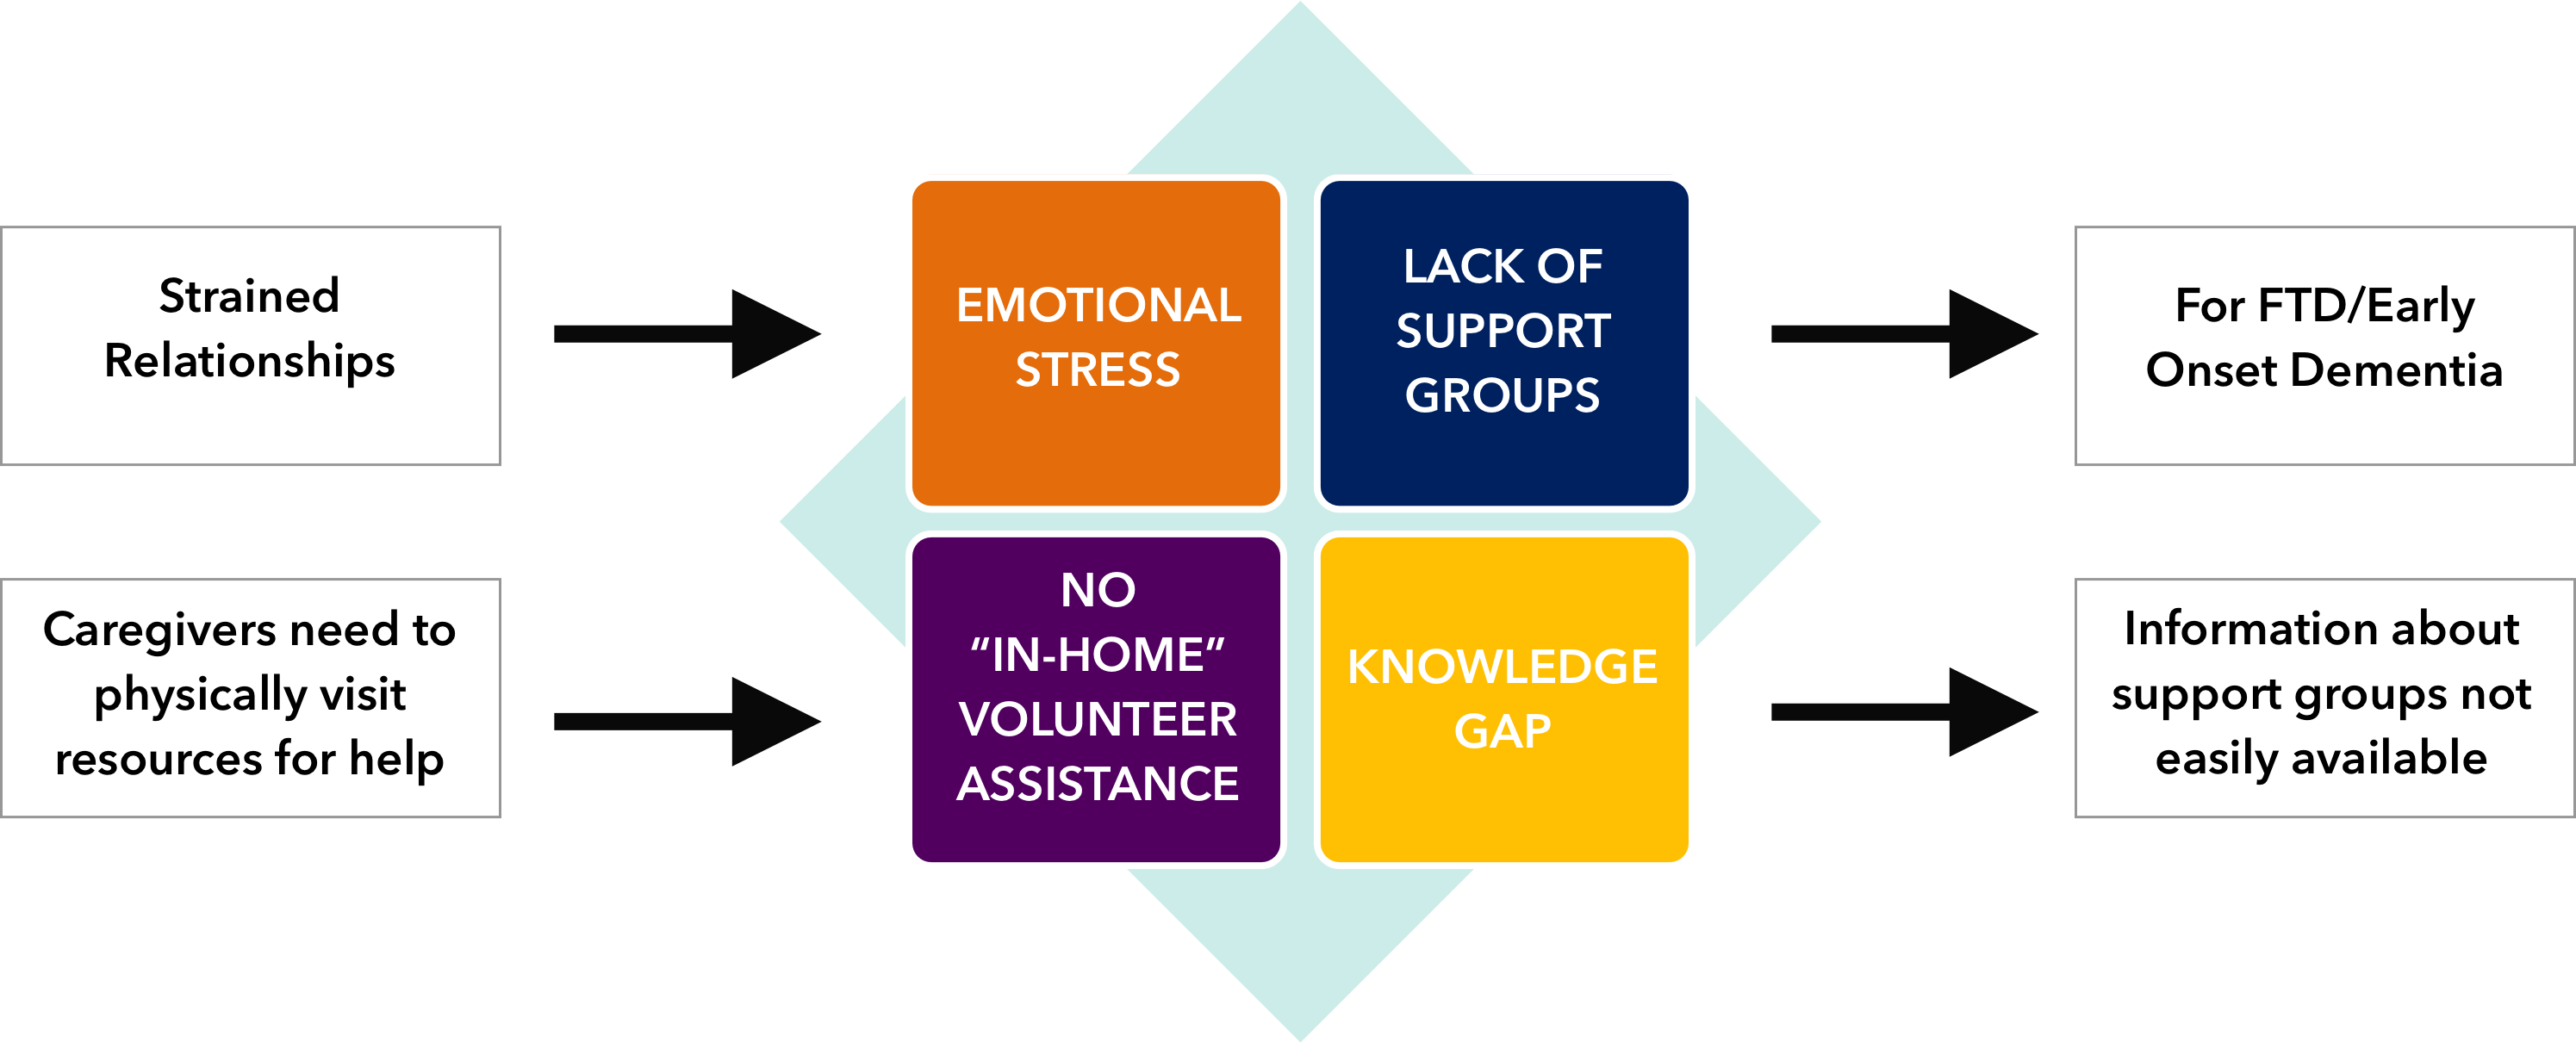 Strained
Relationships
EMOTIONAL
STRESS
LACK OF
SUPPORT
GROUPS
For FTD/Early
Onset Dementia
Caregivers need to
physically visit
resources for help
NO
“IN-HOME”
VOLUNTEER
ASSISTANCE
KNOWLEDGE
GAP
Information about
support groups not
easily available